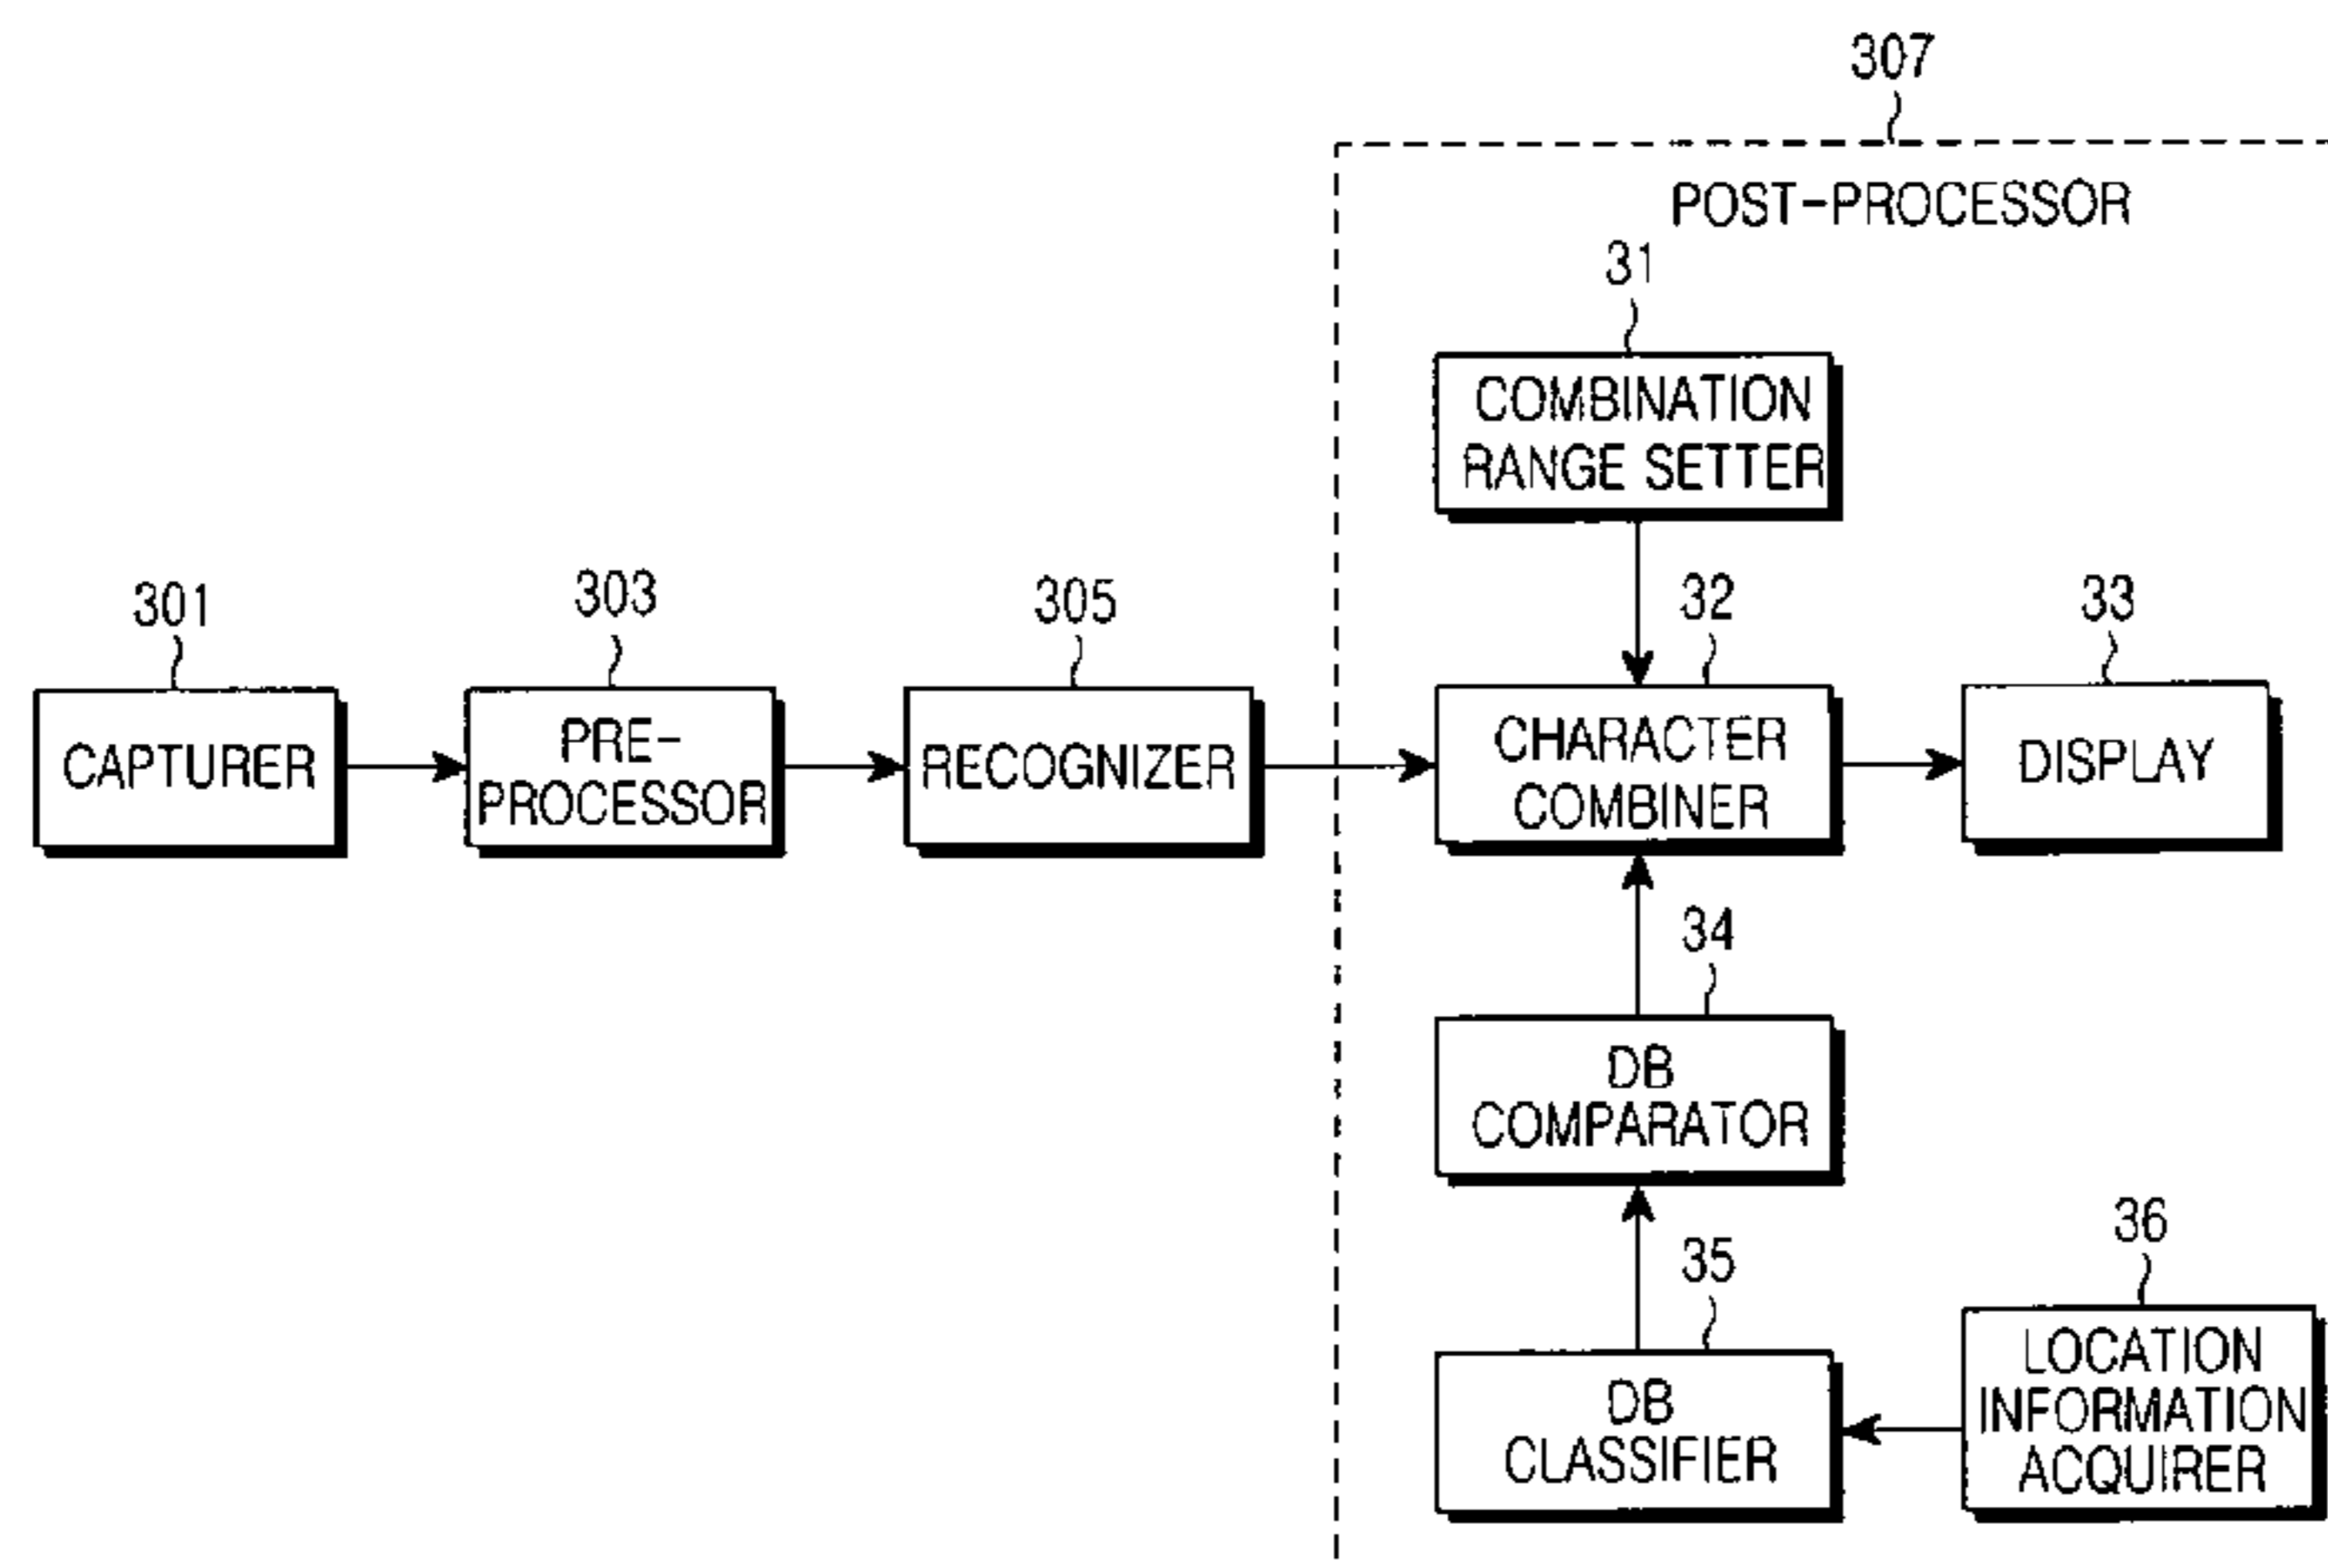 307
POST-PROCESSOR
31
COMBINATION
RANGE SETTER
301
303
305
32
33
CAPTURER
PRE-
PROCESSOR
RECOGNIZER
CHARACTER
COMBINER
DISPLAY
34
DB
COMPARATOR
35
36
DB
CLASSIFIER
LOCATION
INFORMATION
ACQUIRER